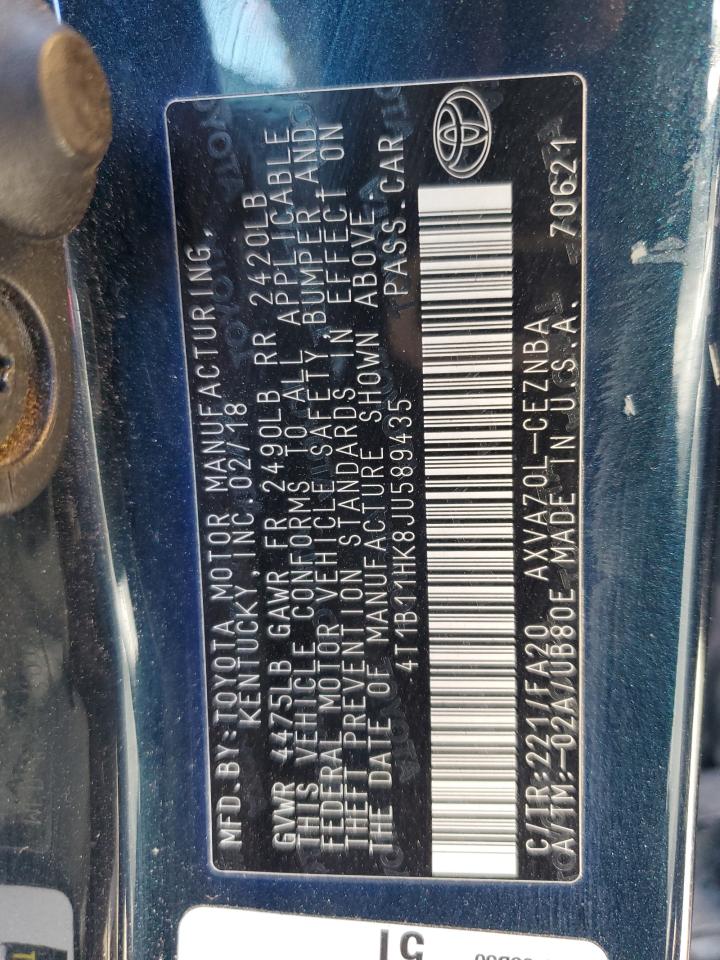 MFD.BY:TOYOTA MOTOR MANUFACTURING,
KENTUCKY,INC. 02/18
GVWR 4475LB GAWR FR 2490LB RR 2420LB
THIS VEHICLE CONFORMS TO ALL APPLICABLE
FEDERAL MOTOR VEHICLE SAFETY, BUMPER AND
THEFT PREVENTION STANDARDS IN EFFECT ON
THE DATE OF MANUFACTURE SHOWN ABOVE.
4T1B11HK8JU589435 PASS.CAR
C/TR:221/FA20 AXVA70L-CEZNBA
A/TM:-02A/UB80E MADE IN U.S.A. 70621
51